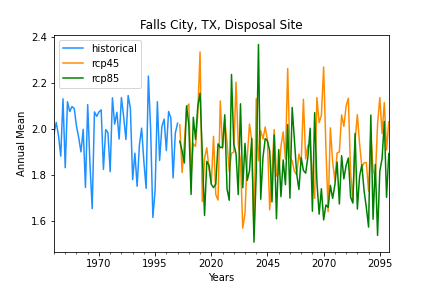 Falls City, TX, Disposal Site
2.4
2.2
2.0
1.8
1.6
Annual Mean
historical
rcp45
rcp85
1970
1995
2020
2045
2070
2095
Years